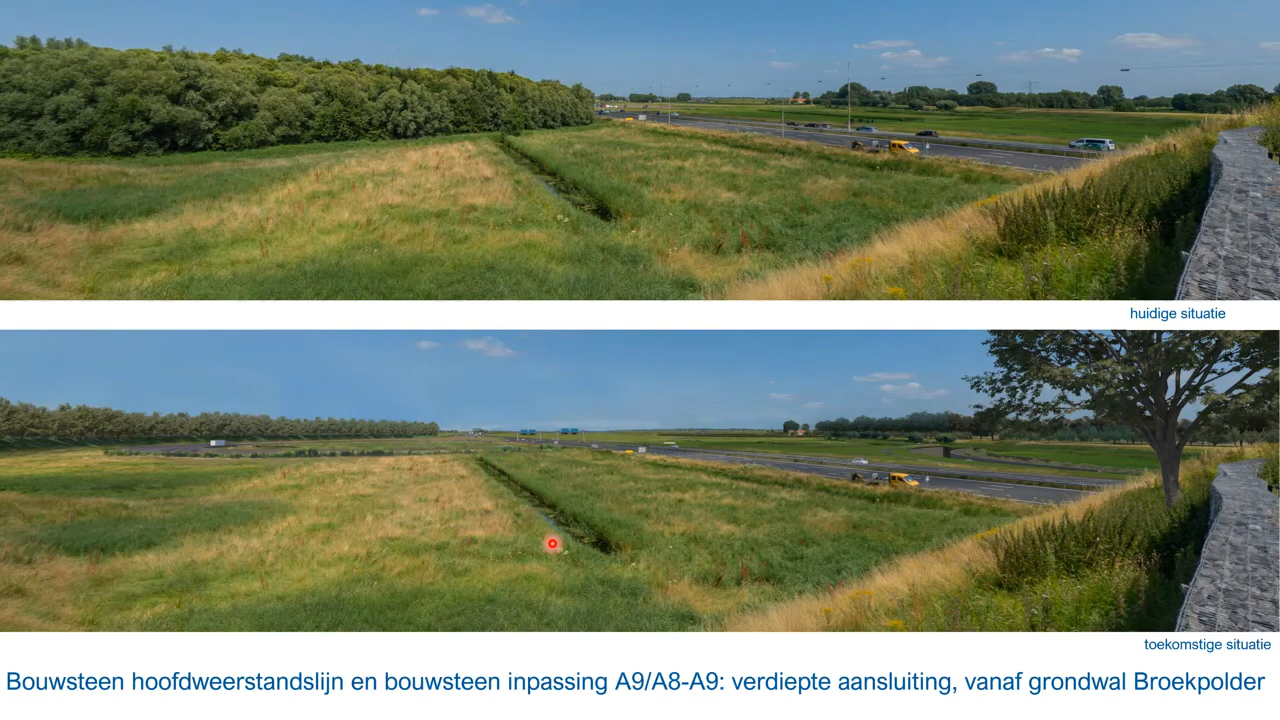 huidige situatie
toekomstige situatie
Bouwsteen hoofdweerstandslijn en bouwsteen inpassing A9/A8-A9: verdiepte aansluiting, vanaf grondwal Broekpolder